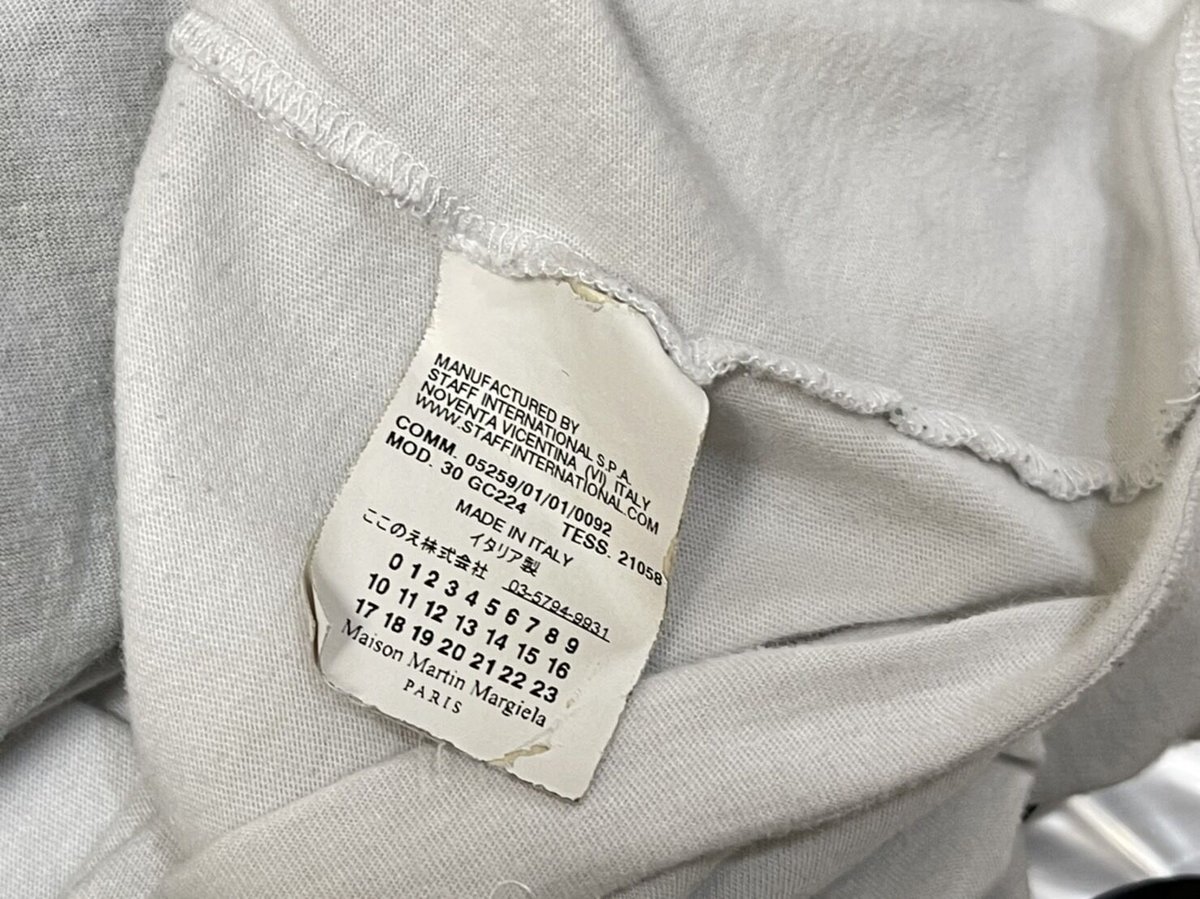 MANUFACTURED BY
STAFF INTERNATIONAL S.P.A.
NOVENTA VICENTINA (VI) ITALY
WWW.STAFFINTERNATIONAL.COM
COMM. 05259/01/01/0092
MOD. 30 GC224 TESS. 21058
MADE IN ITALY
イタリア製
ここのえ株式会社 03-5794-9931
0 1 2 3 4 5 6 7 8 9
10 11 12 13 14 15 16
17 18 19 20 21 22 23
Maison Martin Margiela
PARIS